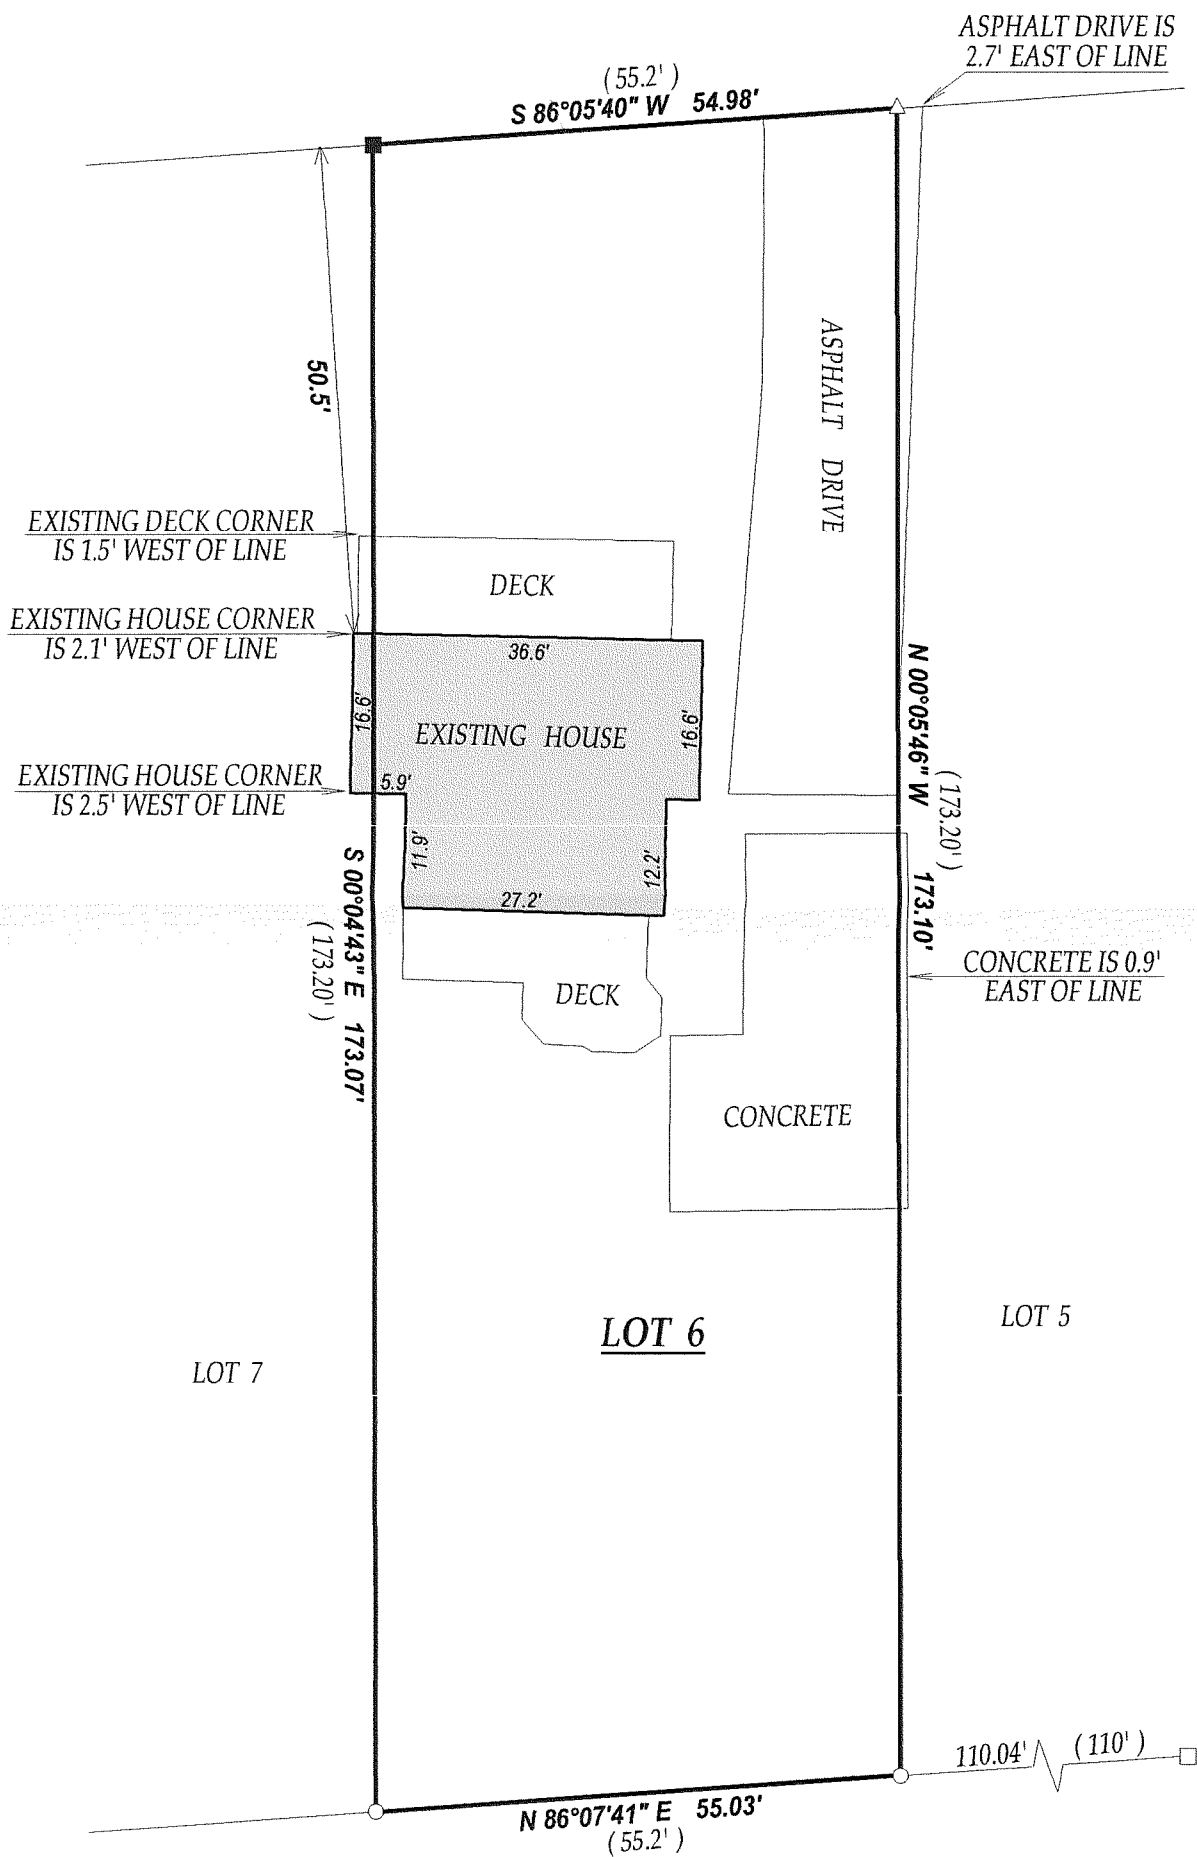 ASPHALT DRIVE IS
2.7' EAST OF LINE
( 55.2' )
S 86°05'40" W 54.98'
50.5'
ASPHALT DRIVE
EXISTING DECK CORNER
IS 1.5' WEST OF LINE
DECK
EXISTING HOUSE CORNER
IS 2.1' WEST OF LINE
36.6'
16.6'
EXISTING HOUSE
16.6'
N 00°05'46" W 173.10'
( 173.20' )
EXISTING HOUSE CORNER
IS 2.5' WEST OF LINE
5.9'
11.9'
12.2'
27.2'
S 00°04'43" E 173.07'
( 173.20' )
DECK
CONCRETE IS 0.9'
EAST OF LINE
CONCRETE
LOT 5
LOT 6
LOT 7
110.04' ( 110' )
N 86°07'41" E 55.03'
( 55.2' )